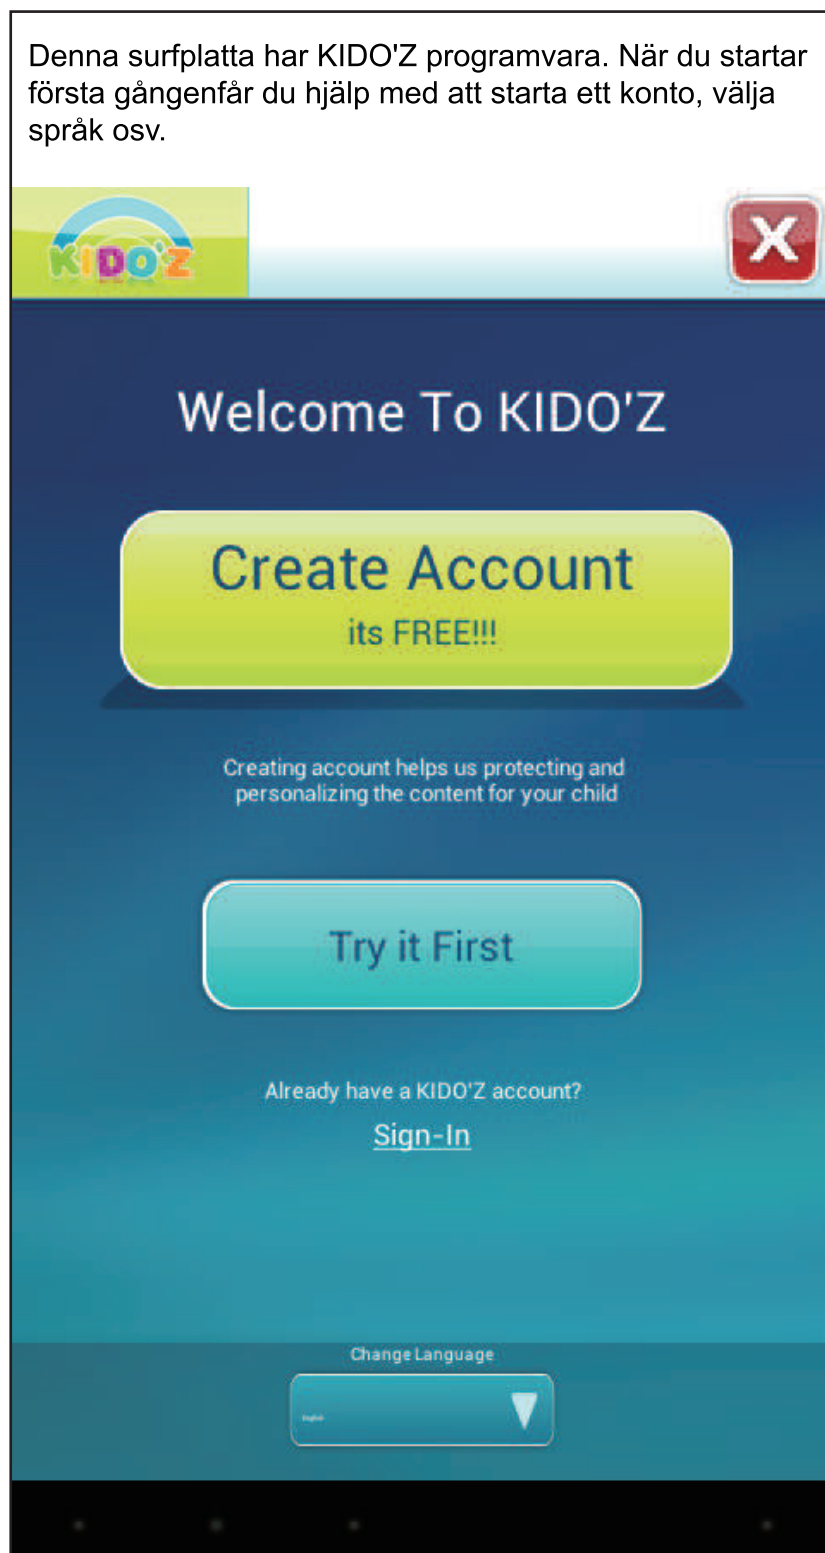 Denna surfplatta har KIDO'Z programvara. När du startar
första gångenfår du hjälp med att starta ett konto, välja
språk osv.
KIDO'Z
X
Welcome To KIDO'Z
Create Account
its FREE!!!
Creating account helps us protecting and
personalizing the content for your child
Try it First
Already have a KIDO'Z account?
Sign-In
Change Language
English